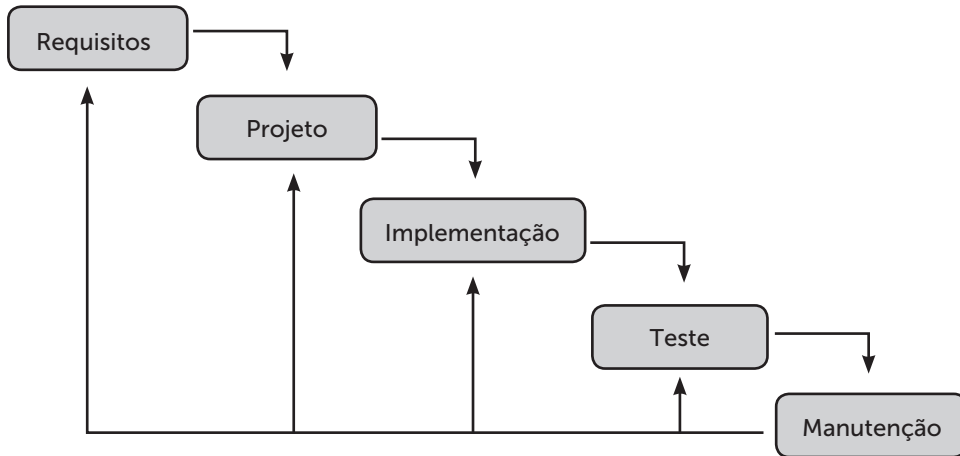 Requisitos
Projeto
Implementação
Teste
Manutenção